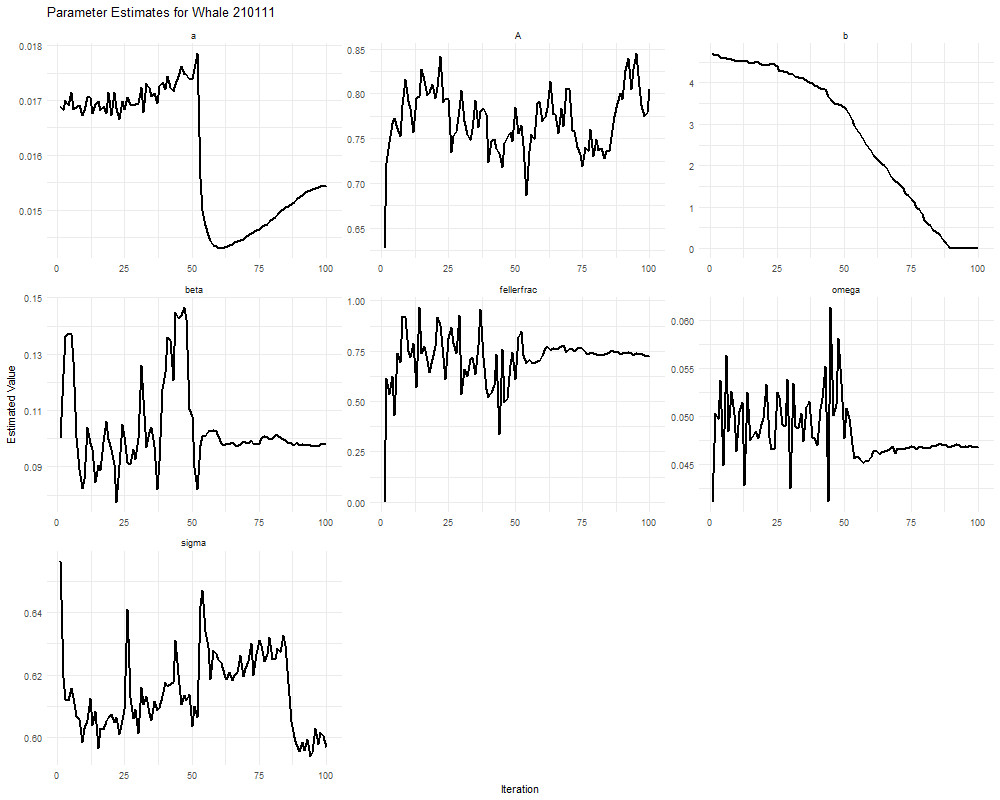 Parameter Estimates for Whale 210111
a
A
b
0.018
0.017
0.016
0.015
0.85
0.80
0.75
0.70
0.65
4
3
2
1
0
0 25 50 75 100
0 25 50 75 100
0 25 50 75 100
beta
fellerfrac
omega
0.15
0.13
0.11
0.09
1.00
0.75
0.50
0.25
0.00
0.060
0.055
0.050
0.045
0 25 50 75 100
0 25 50 75 100
0 25 50 75 100
Estimated Value
sigma
0.64
0.62
0.60
0 25 50 75 100
Iteration